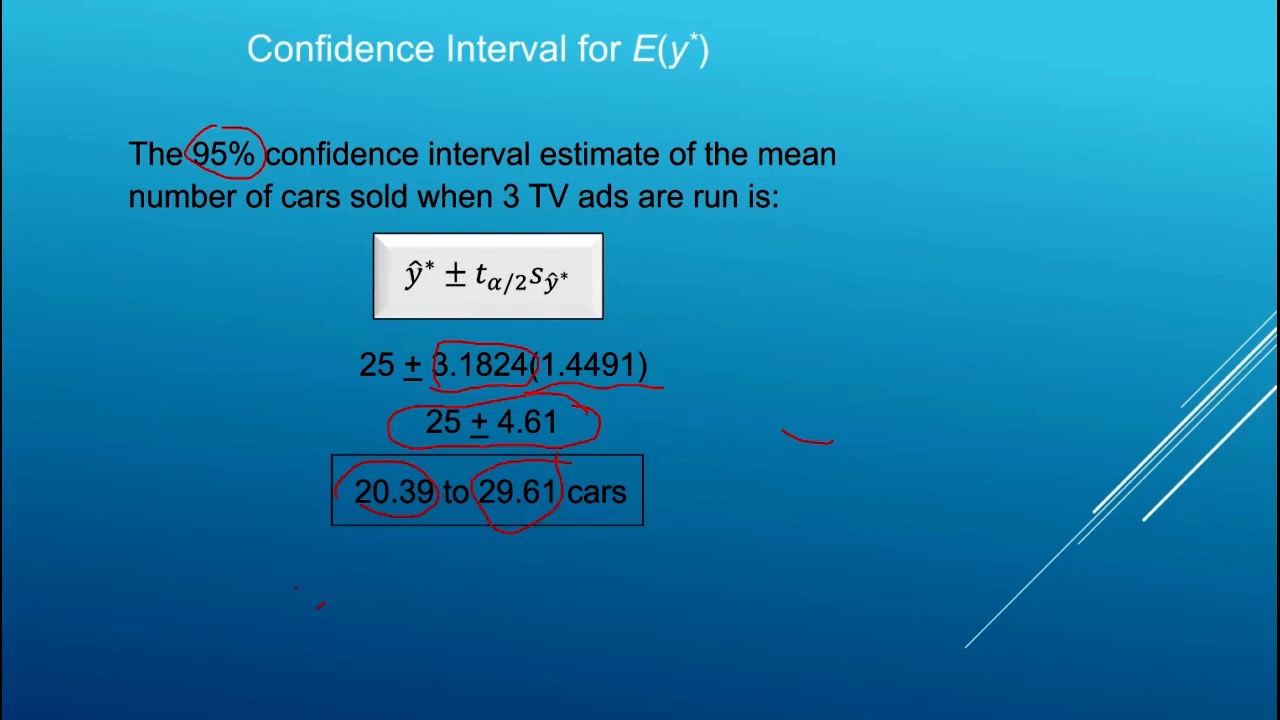 Confidence Interval for E(y*)
The 95% confidence interval estimate of the mean
number of cars sold when 3 TV ads are run is:
ŷ* ± tα/2sŷ*
25 ± 3.1824(1.4491)
25 ± 4.61
20.39 to 29.61 cars